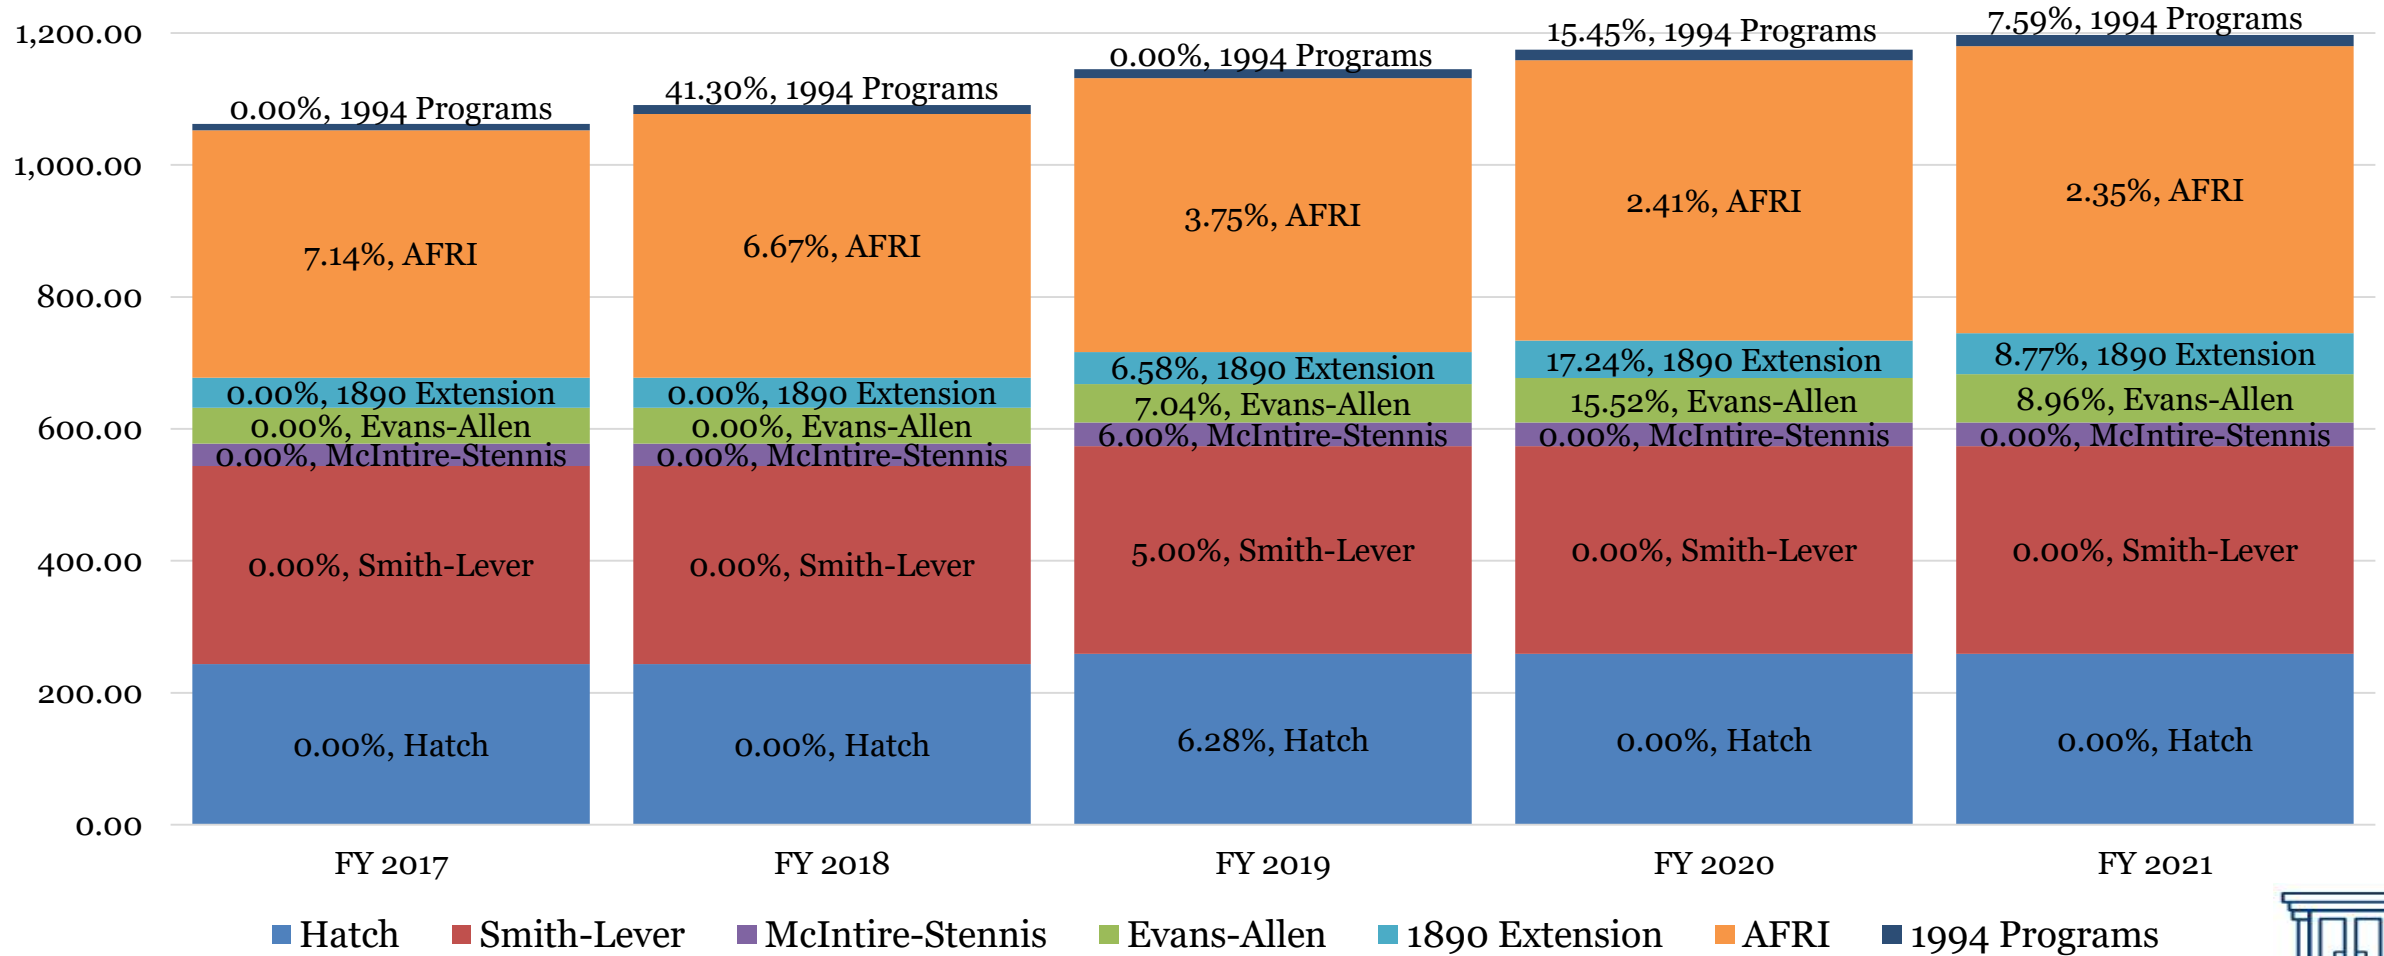 1,200.00
1,000.00
800.00
600.00
400.00
200.00
0.00
0.00%, 1994 Programs
7.14%, AFRI
0.00%, 1890 Extension
0.00%, Evans-Allen
0.00%, McIntire-Stennis
0.00%, Smith-Lever
0.00%, Hatch
41.30%, 1994 Programs
6.67%, AFRI
0.00%, 1890 Extension
0.00%, Evans-Allen
0.00%, McIntire-Stennis
0.00%, Smith-Lever
0.00%, Hatch
0.00%, 1994 Programs
3.75%, AFRI
6.58%, 1890 Extension
7.04%, Evans-Allen
6.00%, McIntire-Stennis
5.00%, Smith-Lever
6.28%, Hatch
15.45%, 1994 Programs
2.41%, AFRI
17.24%, 1890 Extension
15.52%, Evans-Allen
0.00%, McIntire-Stennis
0.00%, Smith-Lever
0.00%, Hatch
7.59%, 1994 Programs
2.35%, AFRI
8.77%, 1890 Extension
8.96%, Evans-Allen
0.00%, McIntire-Stennis
0.00%, Smith-Lever
0.00%, Hatch
FY 2017 FY 2018 FY 2019 FY 2020 FY 2021
Hatch Smith-Lever McIntire-Stennis Evans-Allen 1890 Extension AFRI 1994 Programs